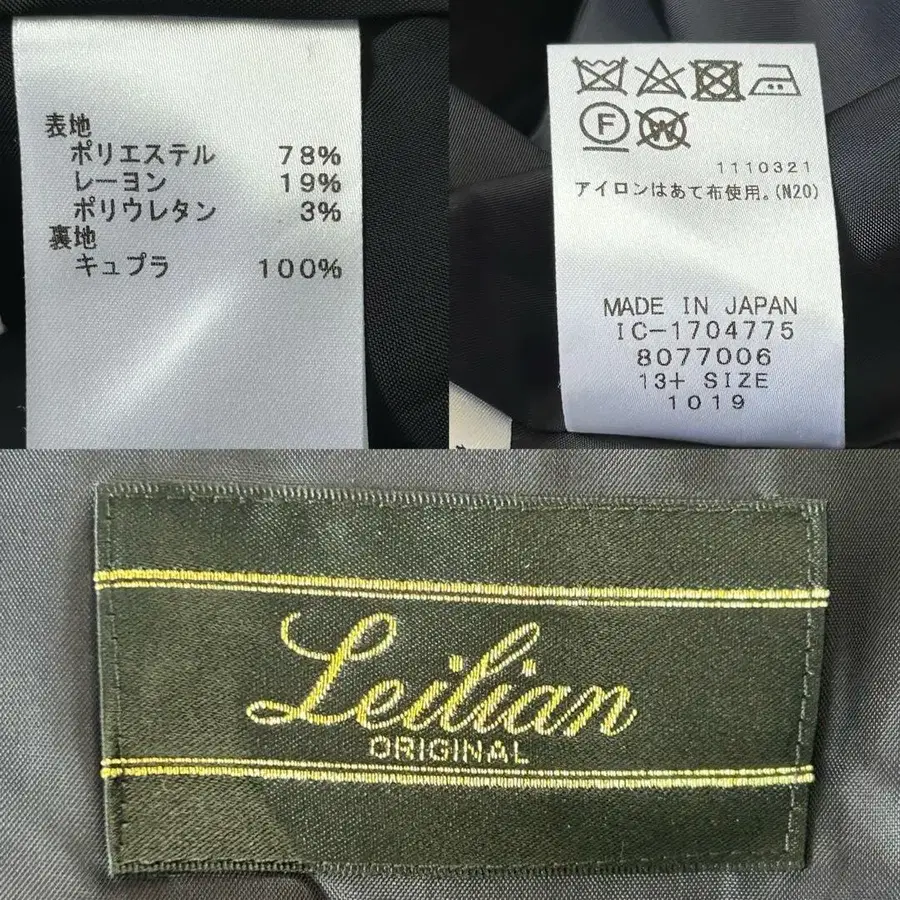 表地
ポリエステル 78%
レーヨン 19%
ポリウレタン 3%
裏地
キュプラ 100%
F
W
1110321
アイロンはあて布使用。(N20)
MADE IN JAPAN
IC-1704775
8077006
13+ SIZE
1019
Leilian
ORIGINAL